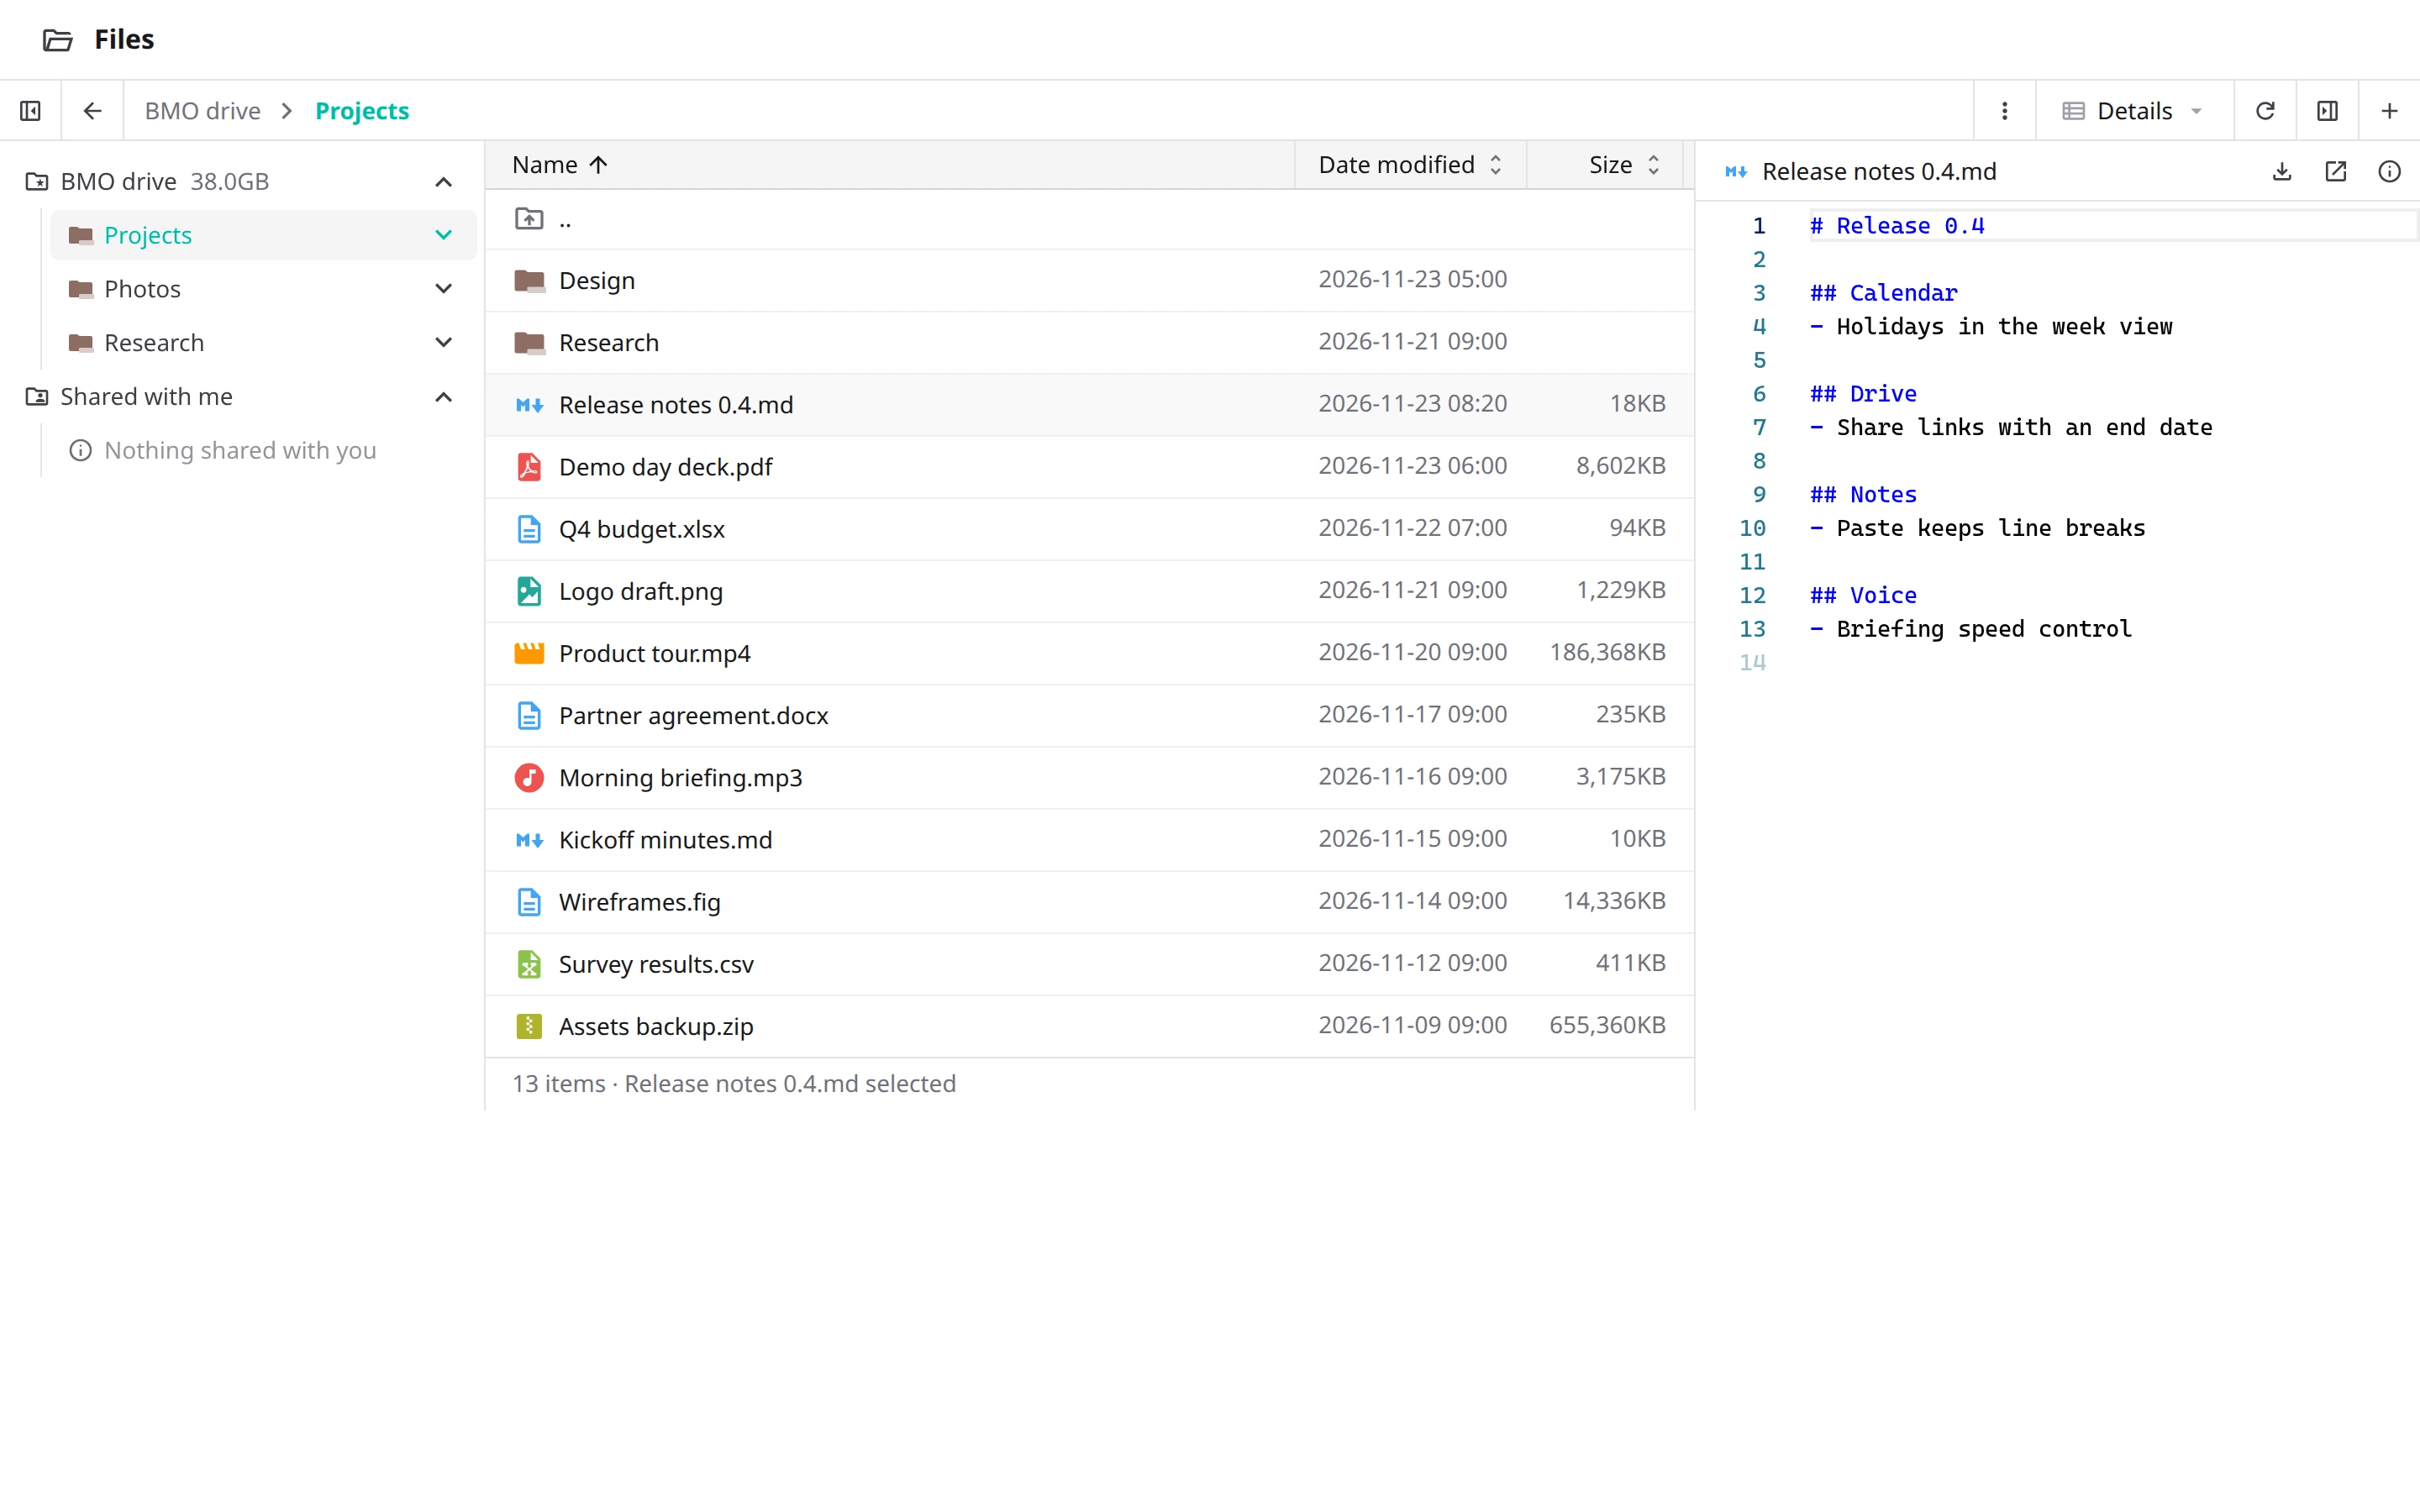 Files
BMO drive > Projects
Details
BMO drive 38.0GB
Projects
Photos
Research
Shared with me
Nothing shared with you
Name Date modified Size
..
Design 2026-11-23 05:00
Research 2026-11-21 09:00
Release notes 0.4.md 2026-11-23 08:20 18KB
Demo day deck.pdf 2026-11-23 06:00 8,602KB
Q4 budget.xlsx 2026-11-22 07:00 94KB
Logo draft.png 2026-11-21 09:00 1,229KB
Product tour.mp4 2026-11-20 09:00 186,368KB
Partner agreement.docx 2026-11-17 09:00 235KB
Morning briefing.mp3 2026-11-16 09:00 3,175KB
Kickoff minutes.md 2026-11-15 09:00 10KB
Wireframes.fig 2026-11-14 09:00 14,336KB
Survey results.csv 2026-11-12 09:00 411KB
Assets backup.zip 2026-11-09 09:00 655,360KB
13 items · Release notes 0.4.md selected
Release notes 0.4.md
1 # Release 0.4
2
3 ## Calendar
4 - Holidays in the week view
5
6 ## Drive
7 - Share links with an end date
8
9 ## Notes
10 - Paste keeps line breaks
11
12 ## Voice
13 - Briefing speed control
14